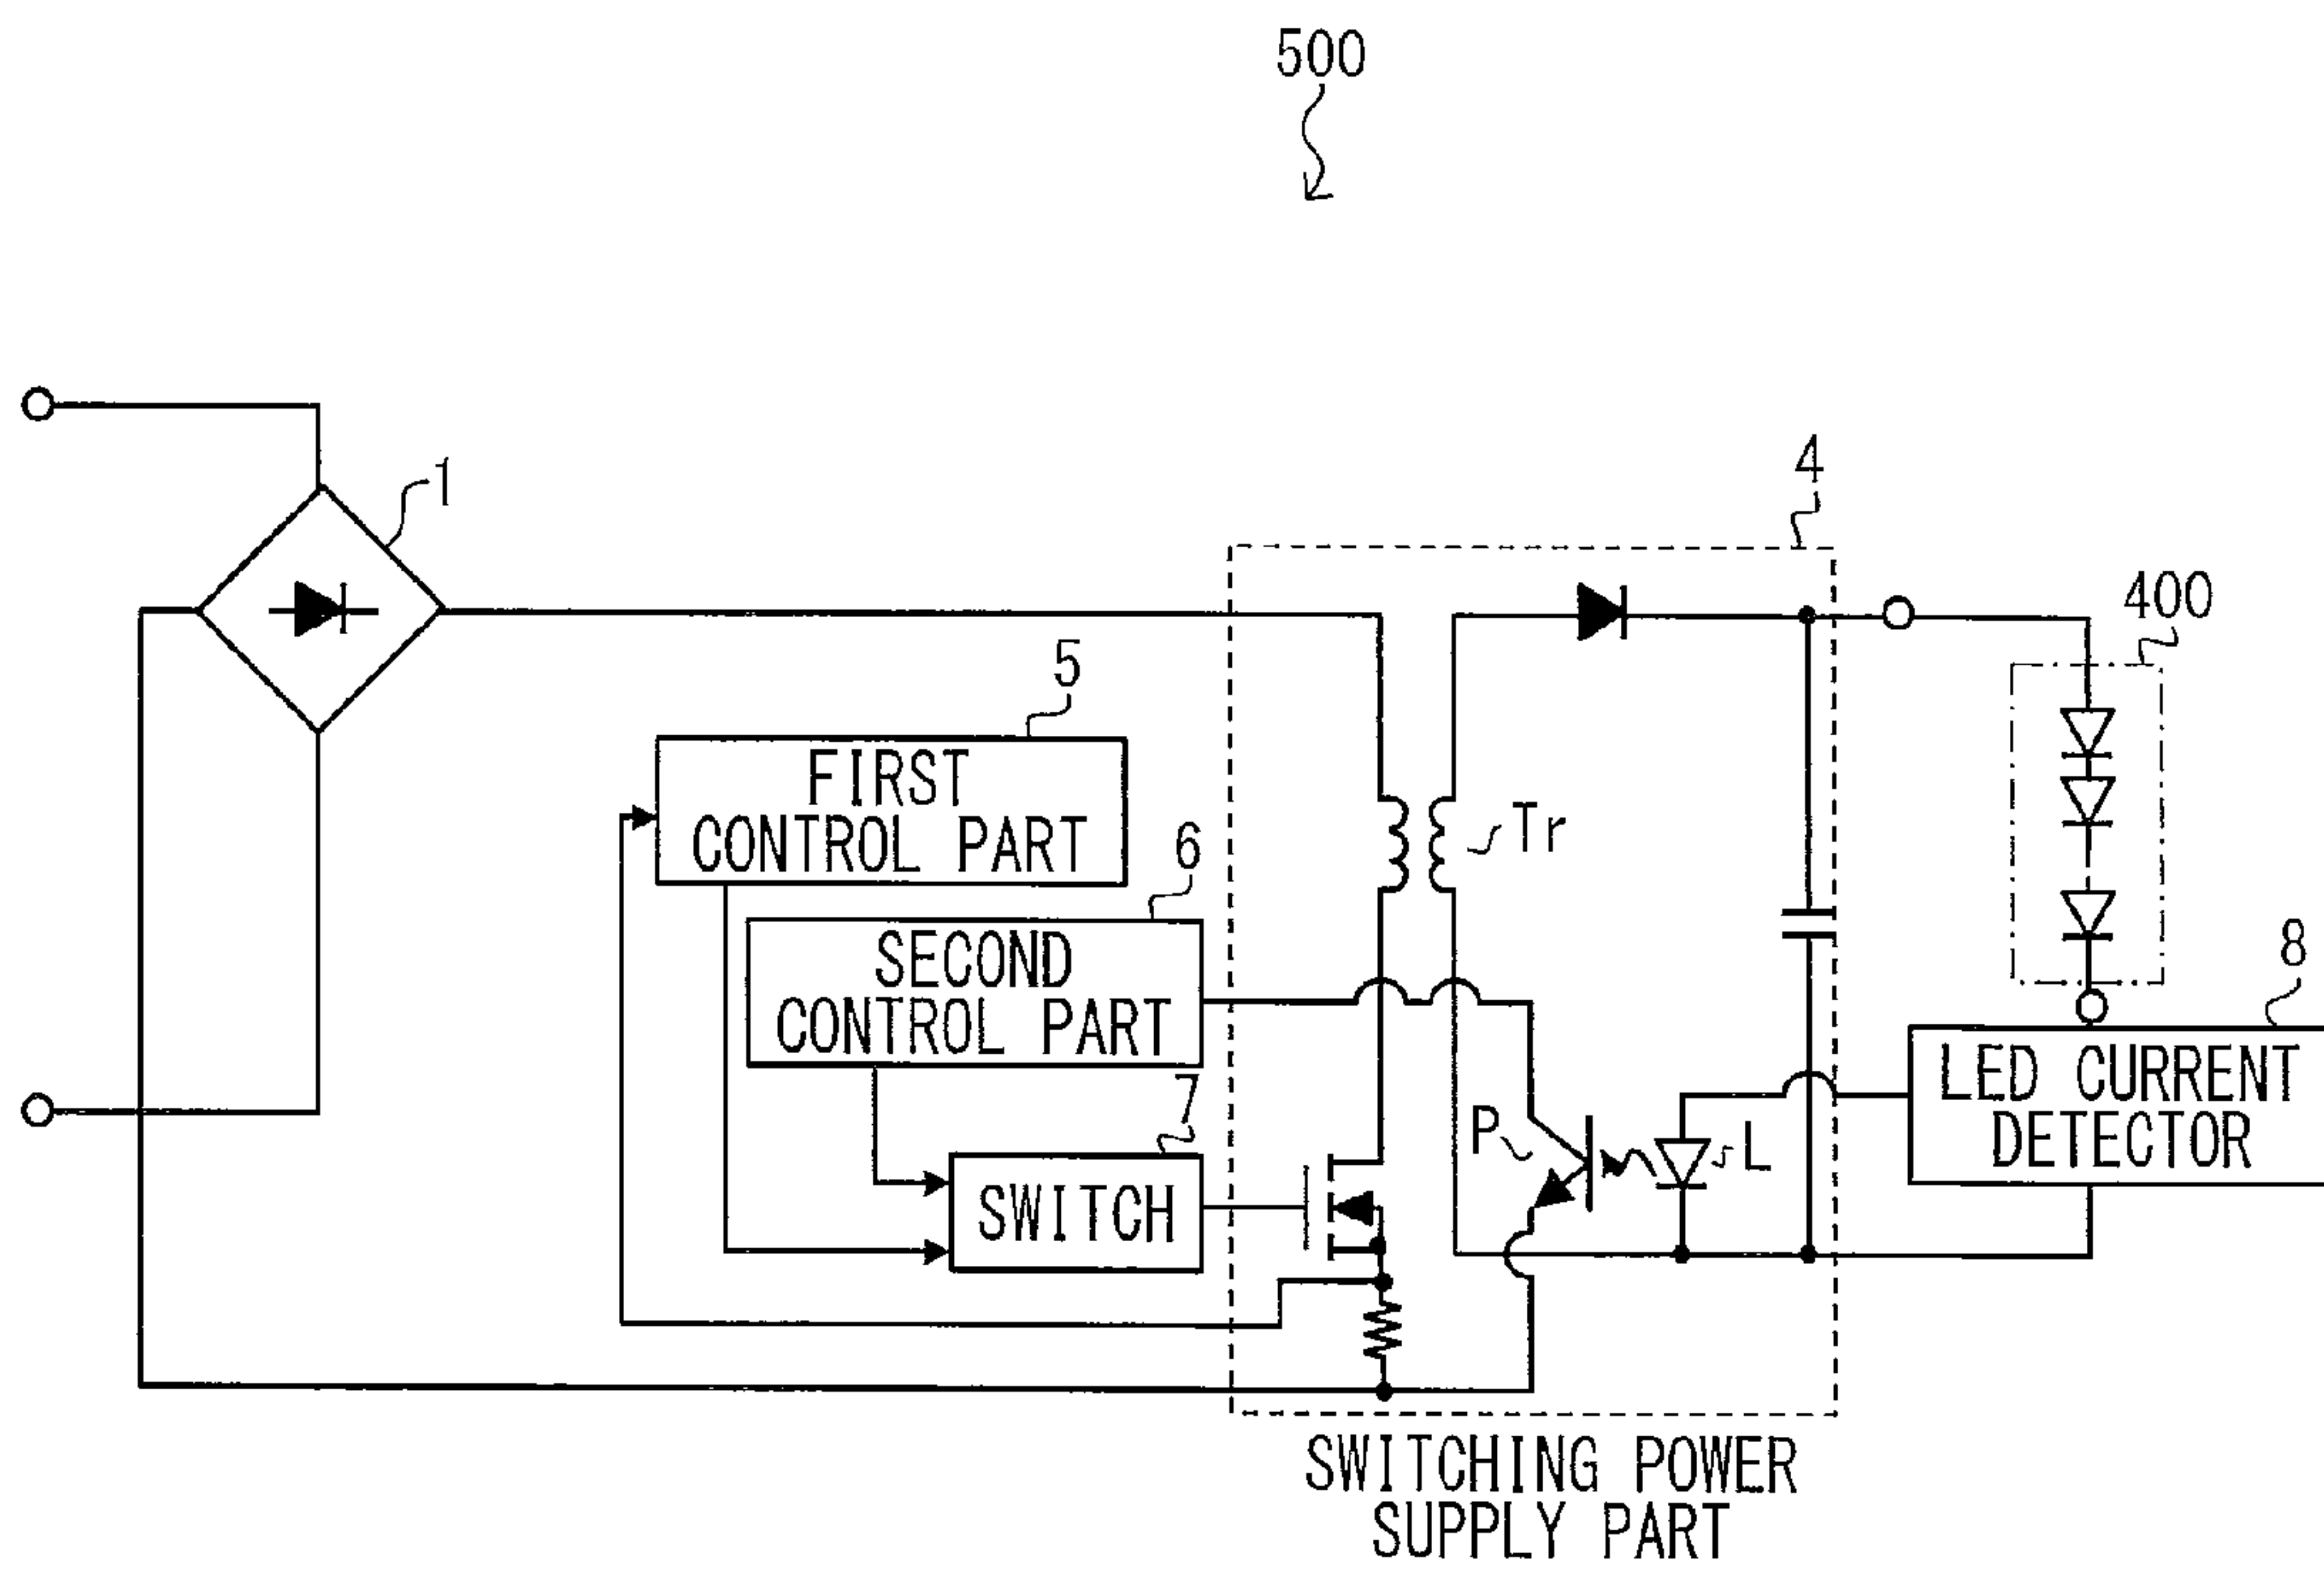 500
1
4
400
5
FIRST
CONTROL PART
6
Tr
SECOND
CONTROL PART
8
LED CURRENT
DETECTOR
7
P
L
SWITCH
SWITCHING POWER
SUPPLY PART